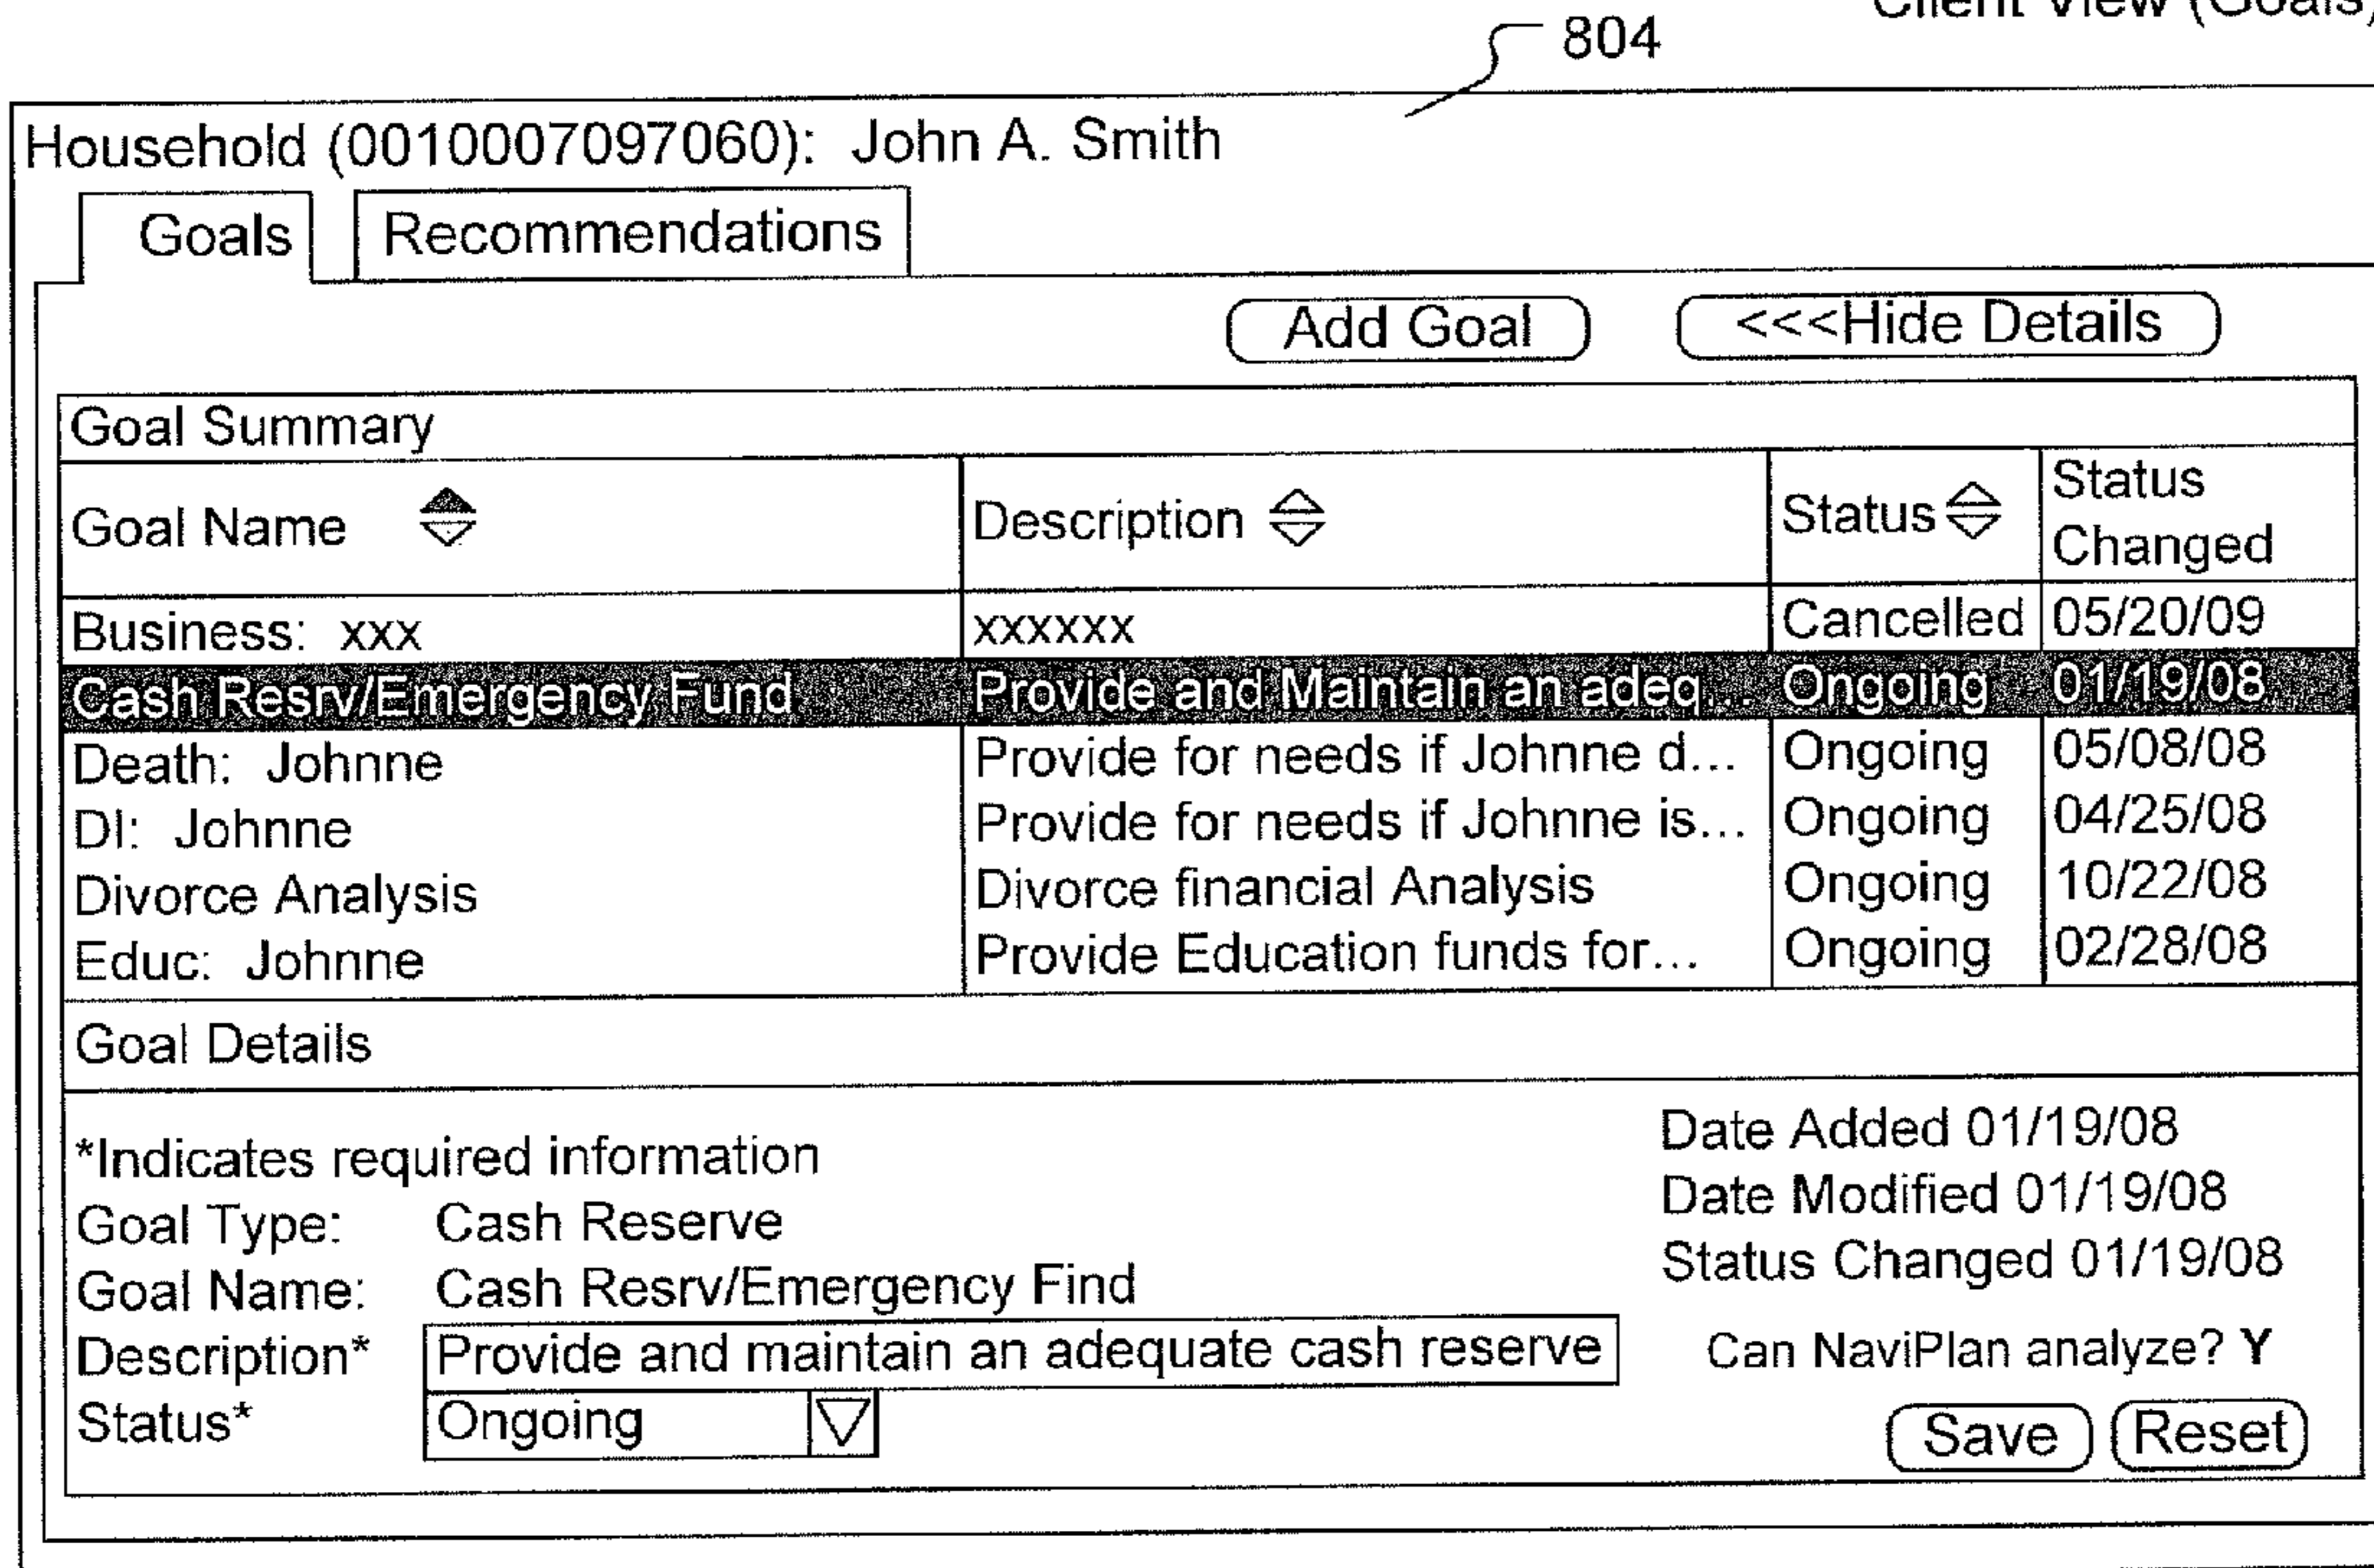 Client View (Goals)
804
Household (0010007097060): John A. Smith
Goals Recommendations
Add Goal <<<Hide Details
Goal Summary
Goal Name Description Status Status Changed
Business: xxx xxxxxx Cancelled 05/20/09
Cash Resrv/Emergency Fund Provide and Maintain an adeq... Ongoing 01/19/08
Death: Johnne Provide for needs if Johnne d... Ongoing 05/08/08
DI: Johnne Provide for needs if Johnne is... Ongoing 04/25/08
Divorce Analysis Divorce financial Analysis Ongoing 10/22/08
Educ: Johnne Provide Education funds for... Ongoing 02/28/08
Goal Details
*Indicates required information
Date Added 01/19/08
Date Modified 01/19/08
Status Changed 01/19/08
Goal Type: Cash Reserve
Goal Name: Cash Resrv/Emergency Find
Description* Provide and maintain an adequate cash reserve
Can NaviPlan analyze? Y
Status* Ongoing
Save Reset